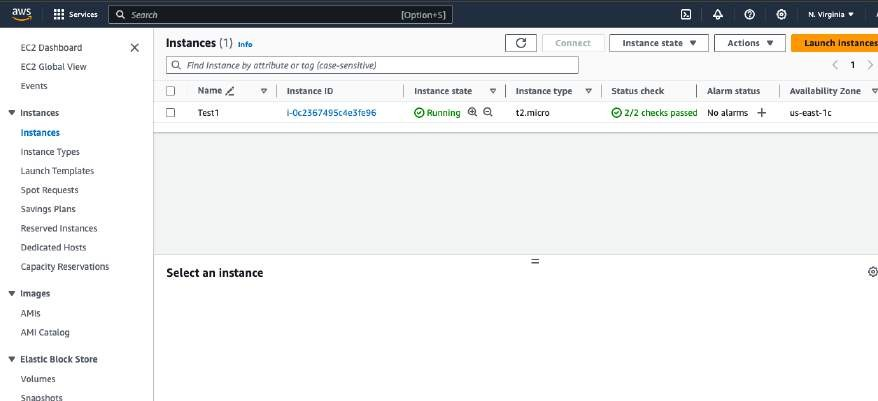 aws Services Search [Option+S] N. Virginia
EC2 Dashboard
EC2 Global View
Events
Instances
Instances
Instance Types
Launch Templates
Spot Requests
Savings Plans
Reserved Instances
Dedicated Hosts
Capacity Reservations
Images
AMIs
AMI Catalog
Elastic Block Store
Volumes
Snapshots
Instances (1) Info
Connect Instance state Actions Launch instances
Find Instance by attribute or tag (case-sensitive)
1
Name Instance ID Instance state Instance type Status check Alarm status Availability Zone
Test1 i-0c2367495c4e3fe96 Running t2.micro 2/2 checks passed No alarms us-east-1c
Select an instance